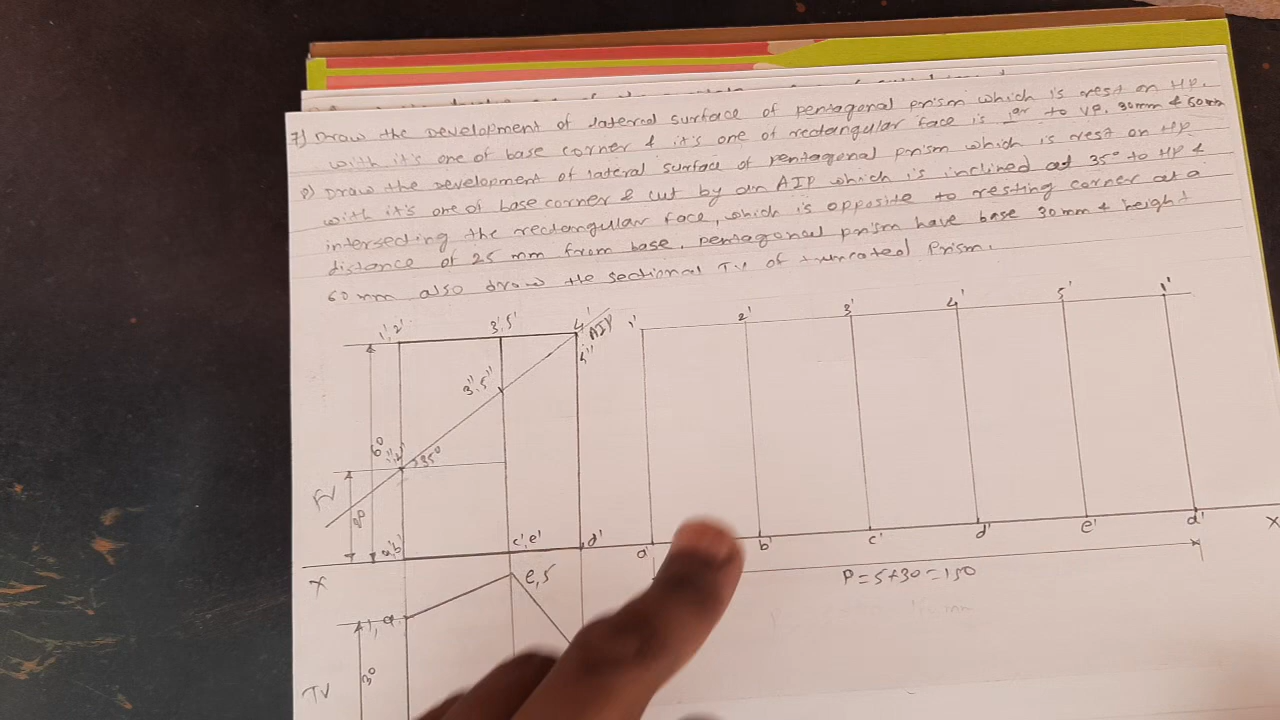 7) Draw the Development of lateral surface of pentagonal prism which is rest on HP.
with it's one of base corner & it's one of rectangular face is ⊥ar to VP. 30mm & 60mm
8) Draw the Development of lateral surface of pentagonal prism which is rest on HP
with it's one of base corner & cut by an AIP which is inclined at 35° to HP &
intersecting the rectangular face, which is opposite to resting corner at a
distance of 25 mm from base. pentagonal prism have base 30mm & height
60mm also draw the sectional T.V of truncated Prism.
1',2'
3',5'
4'
AIP
4''
3'',5''
1'',2''
35°
60
FV
a',b'
c',e'
d'
X
1'
2'
3'
4'
5'
1'
a'
b'
c'
d'
e'
a'
X
P = 5+30 = 150
e,5
1,a
30
TV